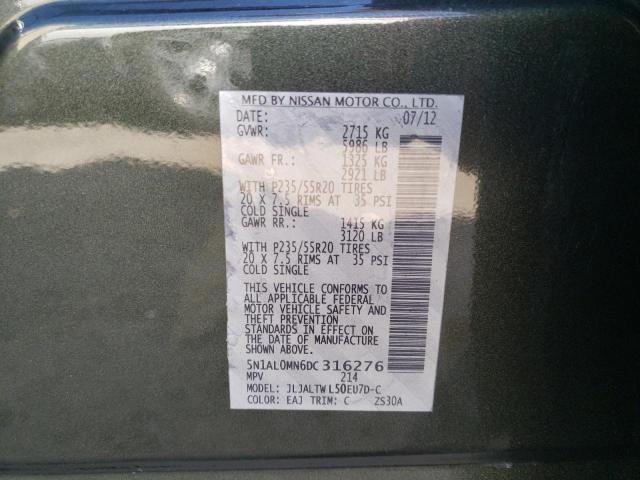 MFD BY NISSAN MOTOR CO., LTD.
DATE: 07/12
GVWR: 2715 KG
5986 LB
GAWR FR.: 1325 KG
2921 LB
WITH P235/55R20 TIRES
20 X 7.5 RIMS AT 35 PSI
COLD SINGLE
GAWR RR.: 1415 KG
3120 LB
WITH P235/55R20 TIRES
20 X 7.5 RIMS AT 35 PSI
COLD SINGLE
THIS VEHICLE CONFORMS TO
ALL APPLICABLE FEDERAL
MOTOR VEHICLE SAFETY AND
THEFT PREVENTION
STANDARDS IN EFFECT ON
THE DATE OF MANUFACTURE
SHOWN ABOVE.
5N1AL0MN6DC316276
MPV 214
MODEL: JLJALTWL50EU7D-C
COLOR: EAJ TRIM: C ZS30A